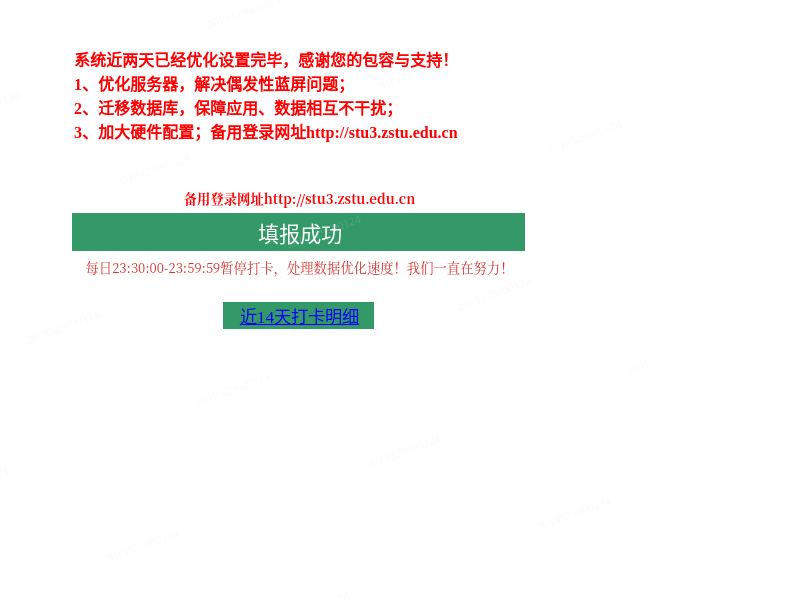 系统近两天已经优化设置完毕，感谢您的包容与支持！
1、优化服务器，解决偶发性蓝屏问题；
2、迁移数据库，保障应用、数据相互不干扰；
3、加大硬件配置；备用登录网址http://stu3.zstu.edu.cn
备用登录网址http://stu3.zstu.edu.cn
填报成功
每日23:30:00-23:59:59暂停打卡，处理数据优化速度！我们一直在努力！
近14天打卡明细